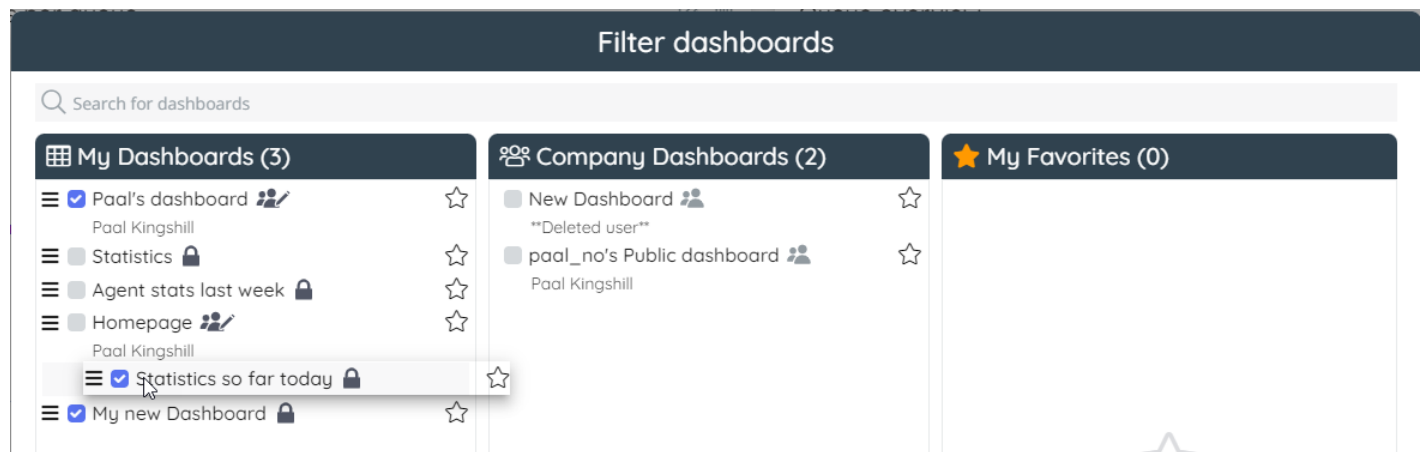 Filter dashboards
Search for dashboards
My Dashboards (3)
Paal's dashboard
Paal Kingshill
Statistics
Agent stats last week
Homepage
Paal Kingshill
Statistics so far today
My new Dashboard
Company Dashboards (2)
New Dashboard
**Deleted user**
paal_no's Public dashboard
Paal Kingshill
My Favorites (0)